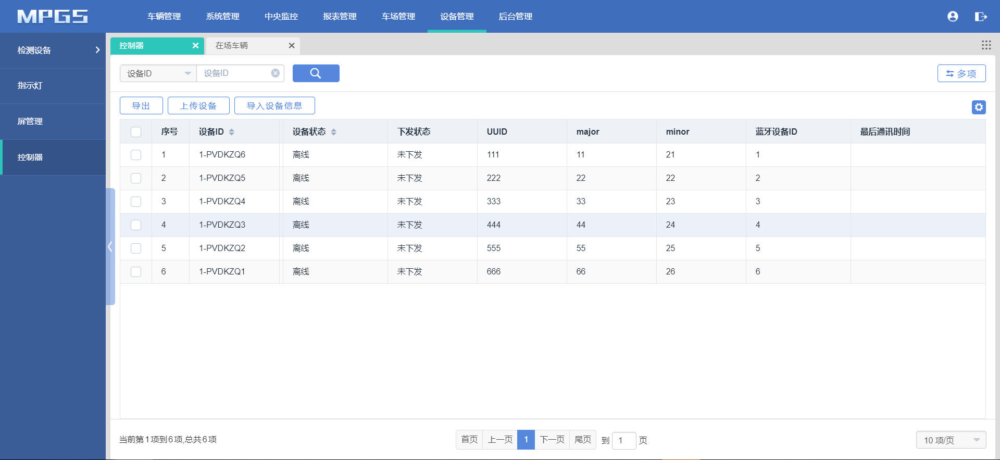 MPGS 车辆管理 系统管理 中央监控 报表管理 车场管理 设备管理 后台管理
检测设备
指示灯
屏管理
控制器
控制器 在场车辆
设备ID 设备ID 多项
导出 上传设备 导入设备信息
序号 设备ID 设备状态 下发状态 UUID major minor 蓝牙设备ID 最后通讯时间
1 1-PVDKZQ6 离线 未下发 111 11 21 1
2 1-PVDKZQ5 离线 未下发 222 22 22 2
3 1-PVDKZQ4 离线 未下发 333 33 23 3
4 1-PVDKZQ3 离线 未下发 444 44 24 4
5 1-PVDKZQ2 离线 未下发 555 55 25 5
6 1-PVDKZQ1 离线 未下发 666 66 26 6
当前第1项到6项,总共6项 首页 上一页 1 下一页 尾页 到 1 页 10 项/页